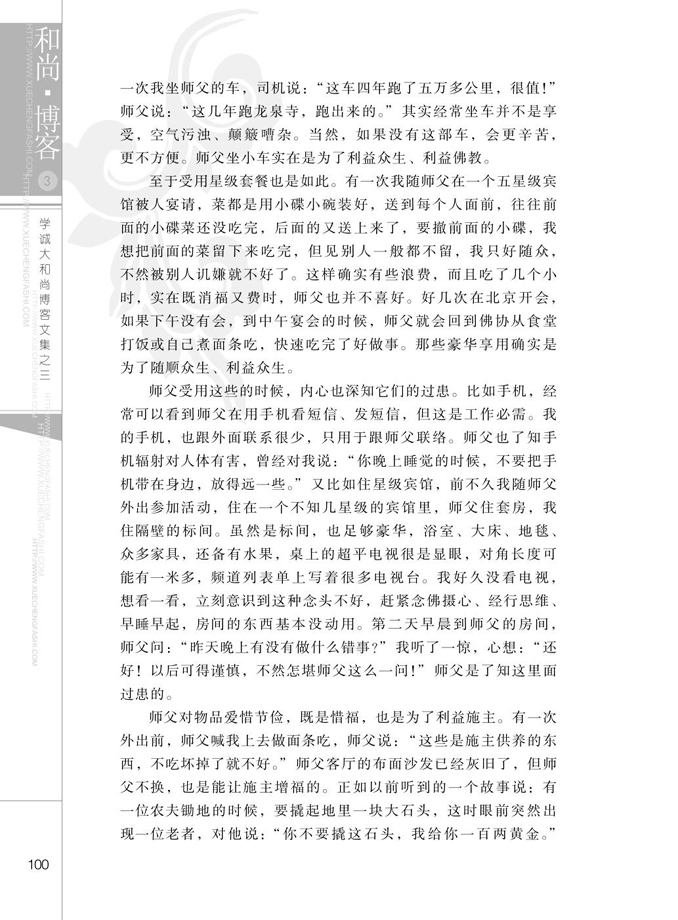 和尚·博客
3
学诚大和尚博客文集之三
HTTP://WWW.XUECHENGFASHI.COM
一次我坐师父的车，司机说：“这车四年跑了五万多公里，很值！”
师父说：“这几年跑龙泉寺，跑出来的。”其实经常坐车并不是享
受，空气污浊、颠簸嘈杂。当然，如果没有这部车，会更辛苦，
更不方便。师父坐小车实在是为了利益众生、利益佛教。
至于受用星级套餐也是如此。有一次我随师父在一个五星级宾
馆被人宴请，菜都是用小碟小碗装好，送到每个人面前，往往前
面的小碟菜还没吃完，后面的又送上来了，要撤前面的小碟，我
想把前面的菜留下来吃完，但见别人一般都不留，我只好随众，
不然被别人讥嫌就不好了。这样确实有些浪费，而且吃了几个小
时，实在既消福又费时，师父也并不喜好。好几次在北京开会，
如果下午没有会，到中午宴会的时候，师父就会回到佛协从食堂
打饭或自己煮面条吃，快速吃完了好做事。那些豪华享用确实是
为了随顺众生、利益众生。
师父受用这些的时候，内心也深知它们的过患。比如手机，经
常可以看到师父在用手机看短信、发短信，但这是工作必需。我
的手机，也跟外面联系很少，只用于跟师父联络。师父也了知手
机辐射对人体有害，曾经对我说：“你晚上睡觉的时候，不要把手
机带在身边，放得远一些。”又比如住星级宾馆，前不久我随师父
外出参加活动，住在一个不知几星级的宾馆里，师父住套房，我
住隔壁的标间。虽然是标间，也足够豪华，浴室、大床、地毯、
众多家具，还备有水果，桌上的超平电视很是显眼，对角长度可
能有一米多，频道列表单上写着很多电视台。我好久没看电视，
想看一看，立刻意识到这种念头不好，赶紧念佛摄心、经行思维、
早睡早起，房间的东西基本没动用。第二天早晨到师父的房间，
师父问：“昨天晚上有没有做什么错事？”我听了一惊，心想：“还
好！以后可得谨慎，不然怎堪师父这么一问！”师父是了知这里面
过患的。
师父对物品爱惜节俭，既是惜福，也是为了利益施主。有一次
外出前，师父喊我上去做面条吃，师父说：“这些是施主供养的东
西，不吃坏掉了就不好。”师父客厅的布面沙发已经灰旧了，但师
父不换，也是能让施主增福的。正如以前听到的一个故事说：有
一位农夫锄地的时候，要撬起地里一块大石头，这时眼前突然出
现一位老者，对他说：“你不要撬这石头，我给你一百两黄金。”
100